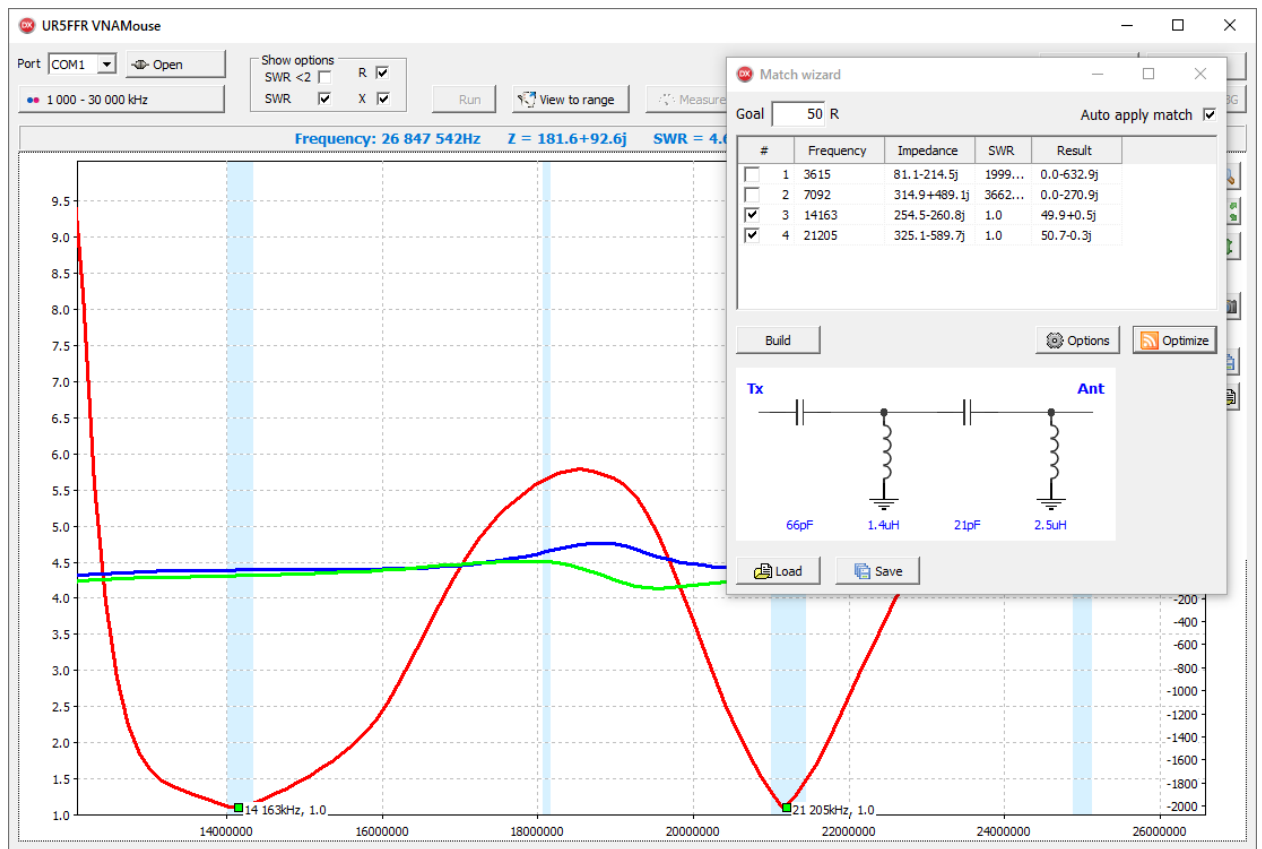 UR5FFR VNAMouse
Port COM1 Open
Show options
SWR <2 R
SWR X
1 000 - 30 000 kHz
Run View to range Measure
Frequency: 26 847 542Hz Z = 181.6+92.6j SWR =
Match wizard
Goal 50 R Auto apply match
# Frequency Impedance SWR Result
1 3615 81.1-214.5j 1999... 0.0-632.9j
2 7092 314.9+489.1j 3662... 0.0-270.9j
3 14163 254.5-260.8j 1.0 49.9+0.5j
4 21205 325.1-589.7j 1.0 50.7-0.3j
Build Options Optimize
Tx Ant
66pF 1.4uH 21pF 2.5uH
Load Save
9.5
9.0
8.5
8.0
7.5
7.0
6.5
6.0
5.5
5.0
4.5
4.0
3.5
3.0
2.5
2.0
1.5
1.0
-200
-400
-600
-800
-1000
-1200
-1400
-1600
-1800
-2000
14 163kHz, 1.0
21 205kHz, 1.0
14000000 16000000 18000000 20000000 22000000 24000000 26000000